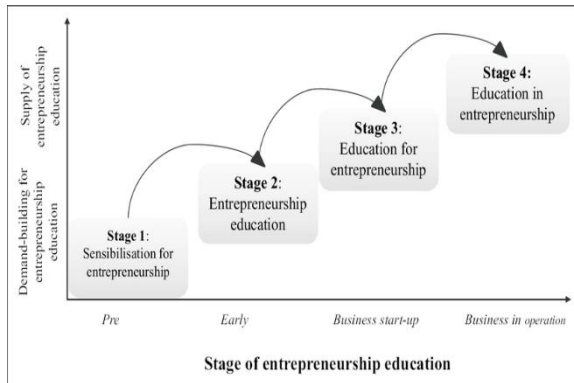 Supply of
entrepreneurship
education
Demand-building for
entrepreneurship
education
Stage 1:
Sensibilisation for
entrepreneurship
Stage 2:
Entrepreneurship
education
Stage 3:
Education for
entrepreneurship
Stage 4:
Education in
entrepreneurship
Pre
Early
Business start-up
Business in operation
Stage of entrepreneurship education